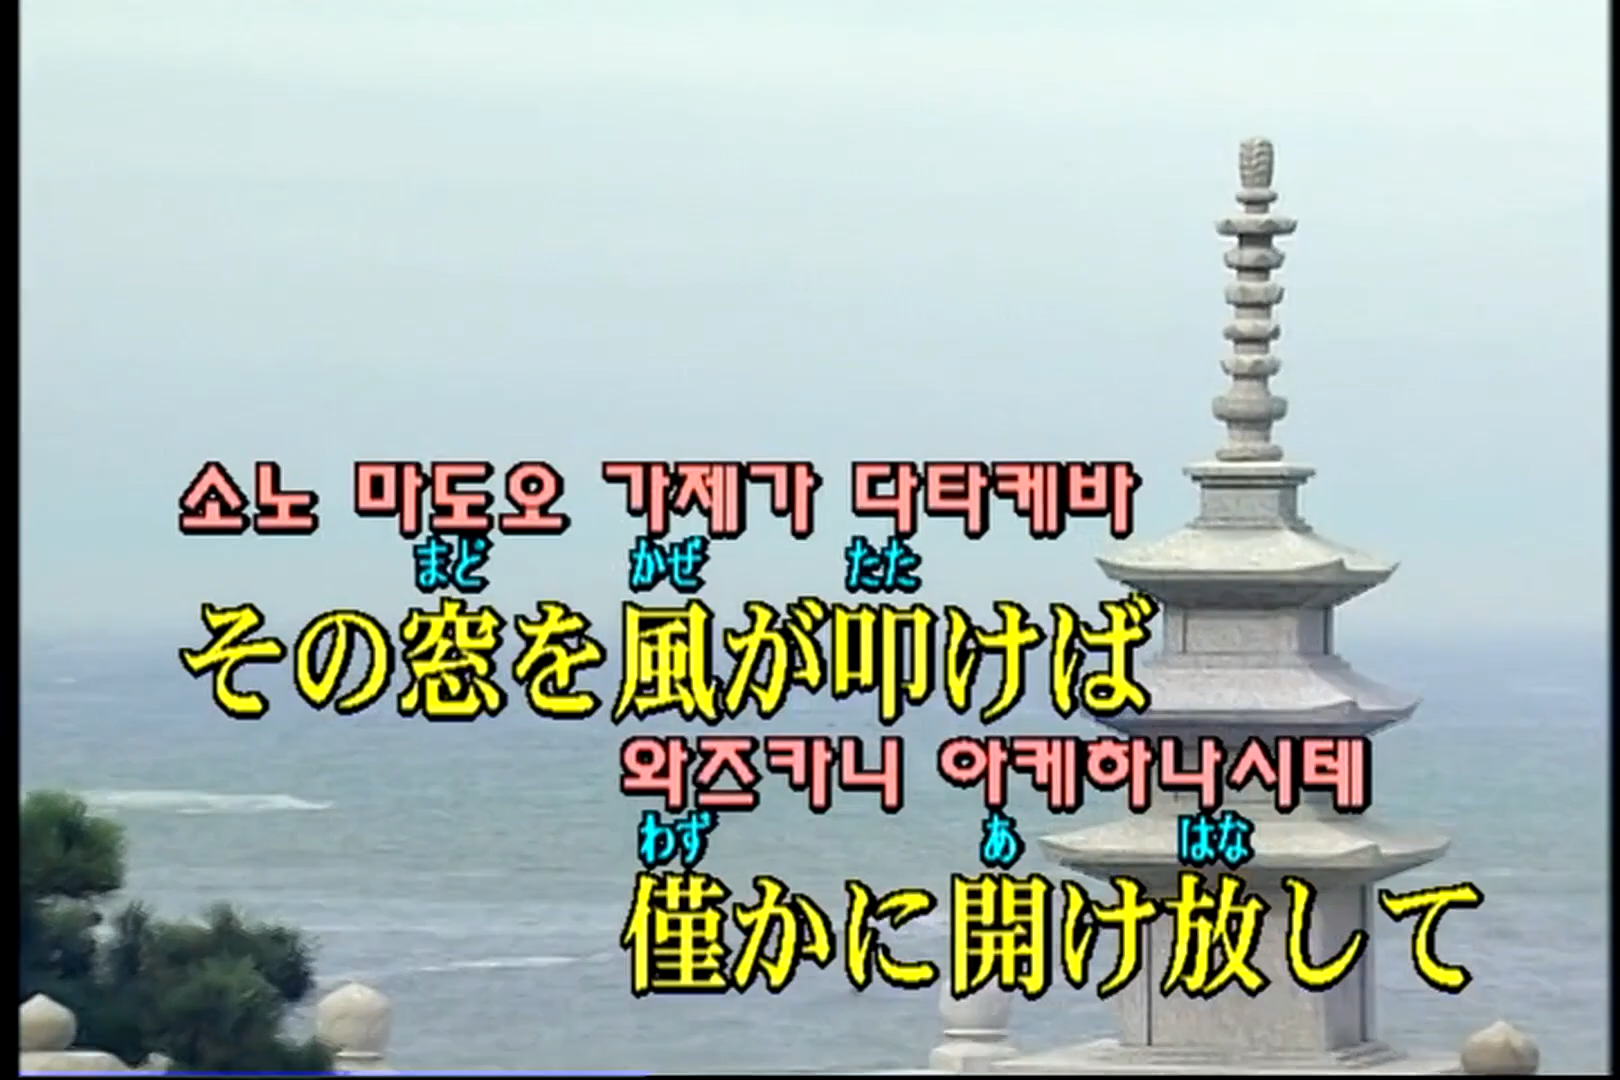 소노 마도오 가제가 다타케바
まど かぜ たた
その窓を風が叩けば
와즈카니 아케하나시테
わず あ はな
僅かに開け放して